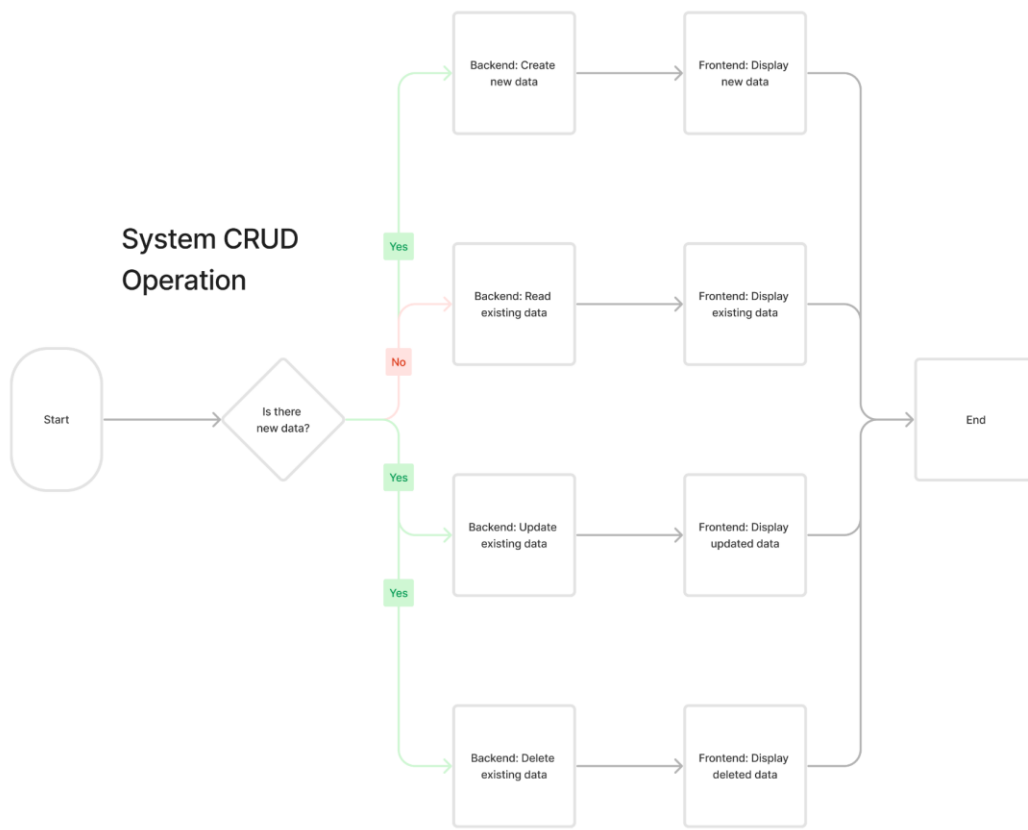 System CRUD
Operation
Start
Is there
new data?
Yes
No
Yes
Yes
Backend: Create
new data
Frontend: Display
new data
Backend: Read
existing data
Frontend: Display
existing data
Backend: Update
existing data
Frontend: Display
updated data
Backend: Delete
existing data
Frontend: Display
deleted data
End